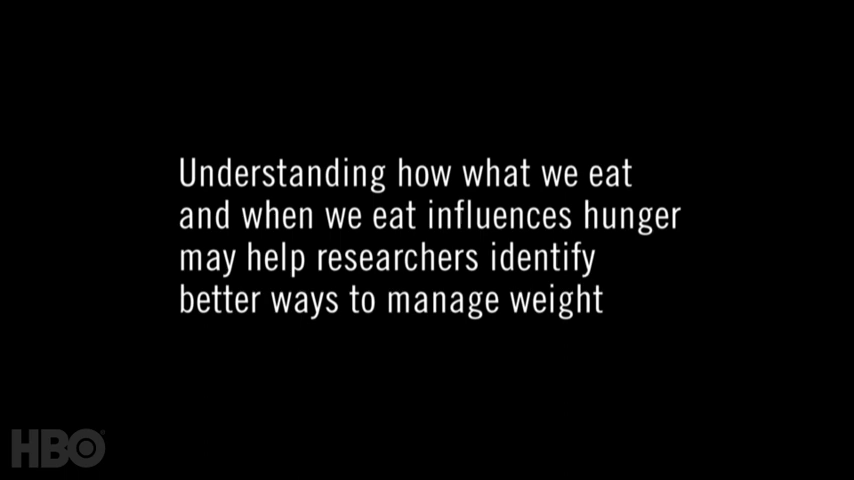 Understanding how what we eat
and when we eat influences hunger
may help researchers identify
better ways to manage weight
HBO